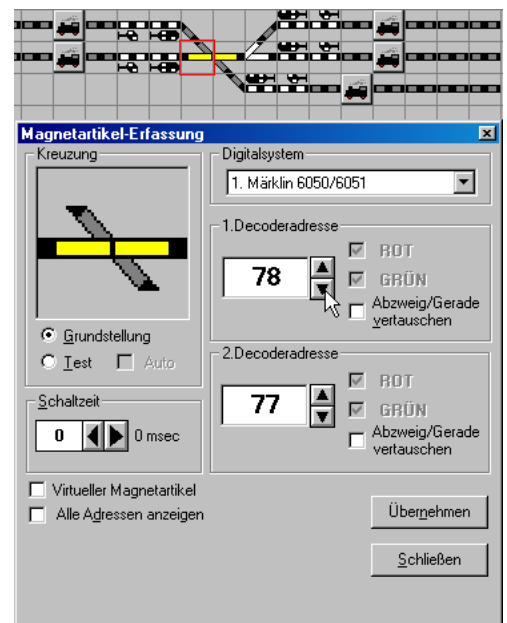 Magnetartikel-Erfassung
Kreuzung
Grundstellung
Test Auto
Schaltzeit
0 0 msec
Digitalsystem
1. Märklin 6050/6051
1.Decoderadresse
78
ROT
GRÜN
Abzweig/Gerade
vertauschen
2.Decoderadresse
77
ROT
GRÜN
Abzweig/Gerade
vertauschen
Virtueller Magnetartikel
Alle Adressen anzeigen
Übernehmen
Schließen